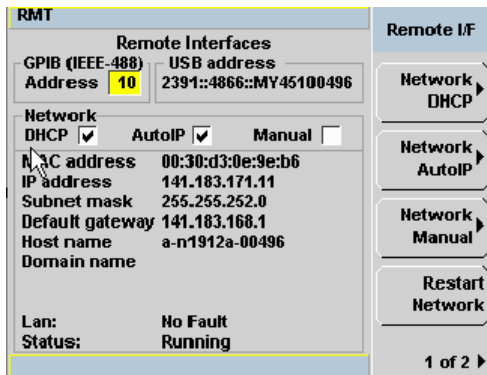 RMT
Remote Interfaces
GPIB (IEEE-488)
Address 10
USB address
2391::4866::MY45100496
Network
DHCP AutoIP Manual
MAC address 00:30:d3:0e:9e:b6
IP address 141.183.171.11
Subnet mask 255.255.252.0
Default gateway 141.183.168.1
Host name a-n1912a-00496
Domain name
Lan: No Fault
Status: Running
Remote I/F
Network
DHCP
Network
AutoIP
Network
Manual
Restart
Network
1 of 2